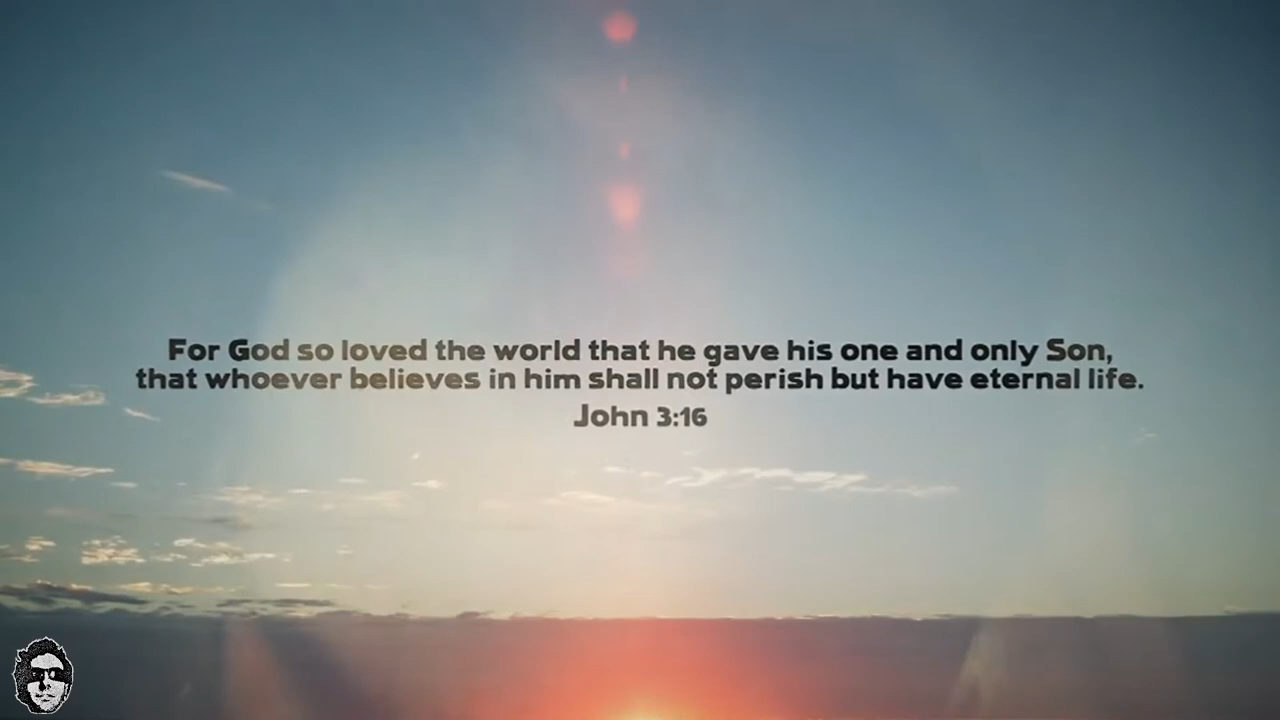 For God so loved the world that he gave his one and only Son,
that whoever believes in him shall not perish but have eternal life.
John 3:16